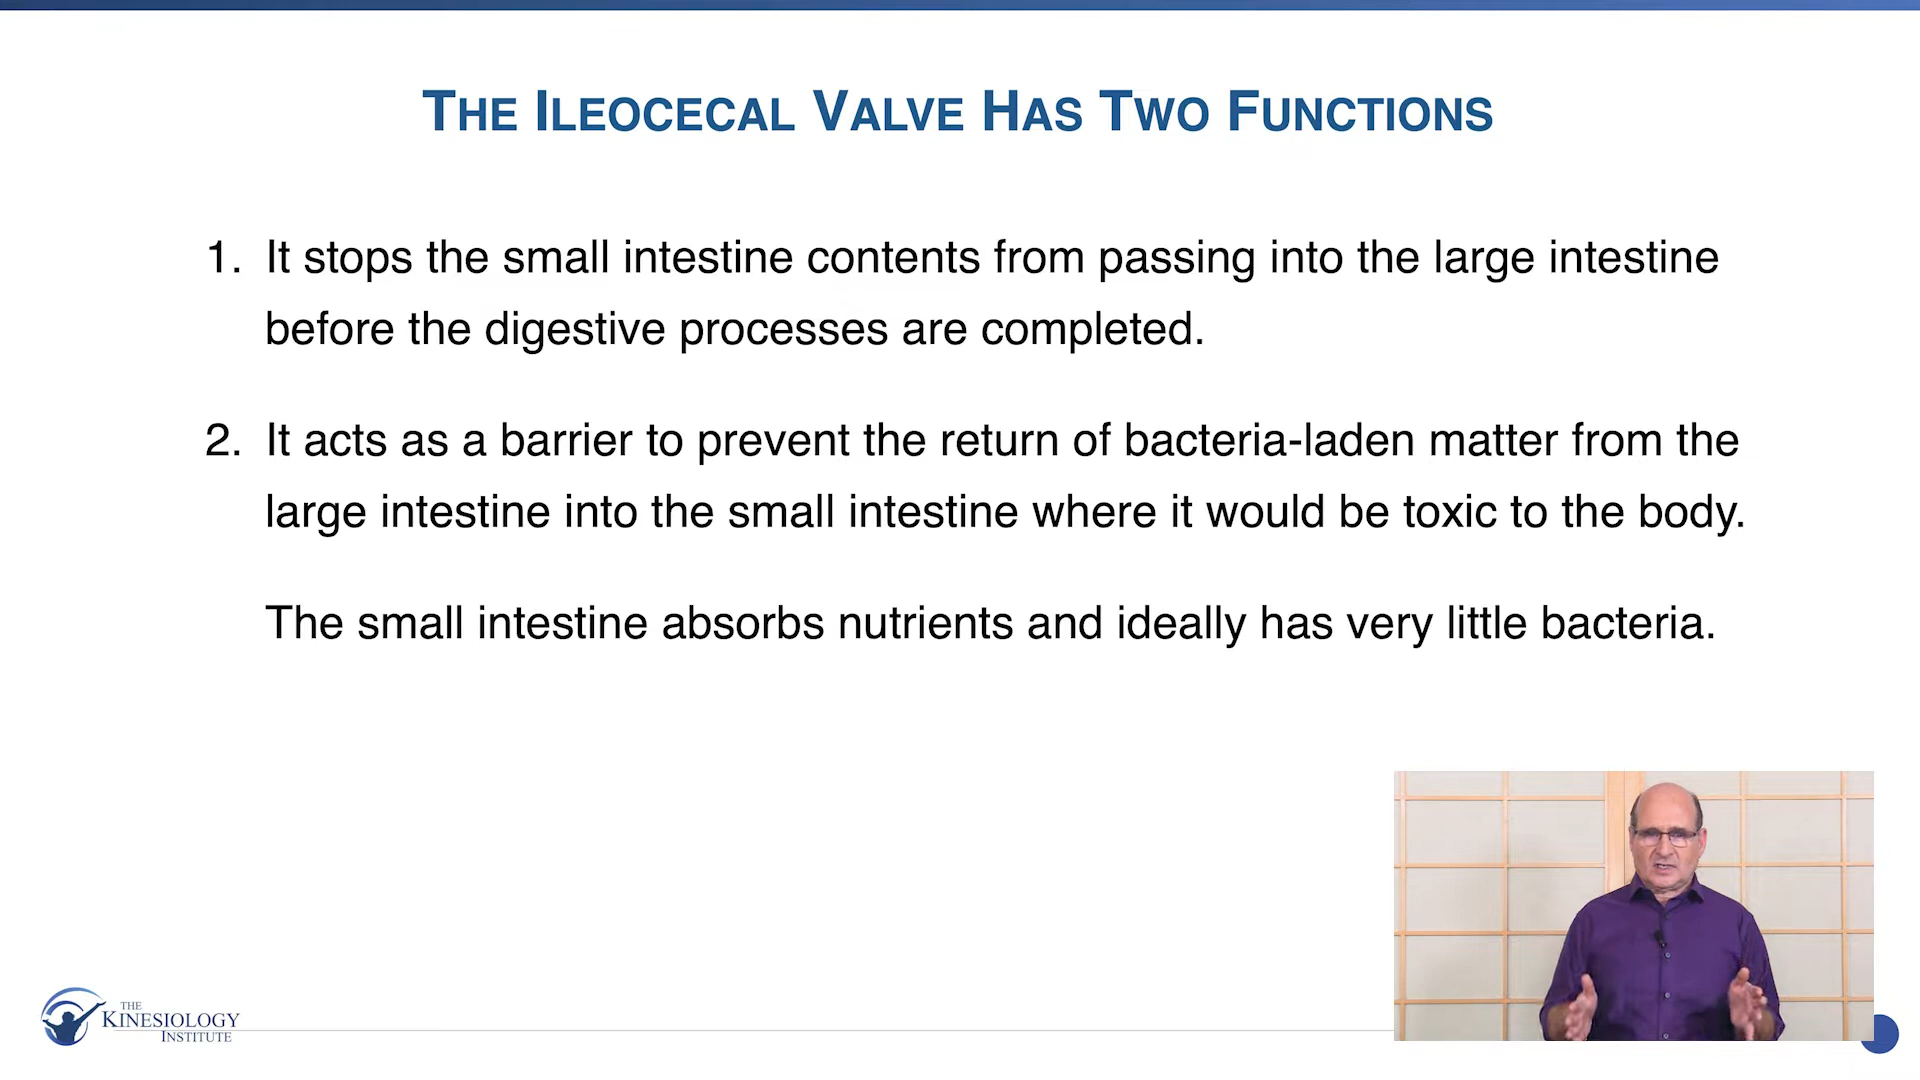 THE ILEOCECAL VALVE HAS TWO FUNCTIONS
1. It stops the small intestine contents from passing into the large intestine
before the digestive processes are completed.
2. It acts as a barrier to prevent the return of bacteria-laden matter from the
large intestine into the small intestine where it would be toxic to the body.
The small intestine absorbs nutrients and ideally has very little bacteria.
THE
KINESIOLOGY
INSTITUTE